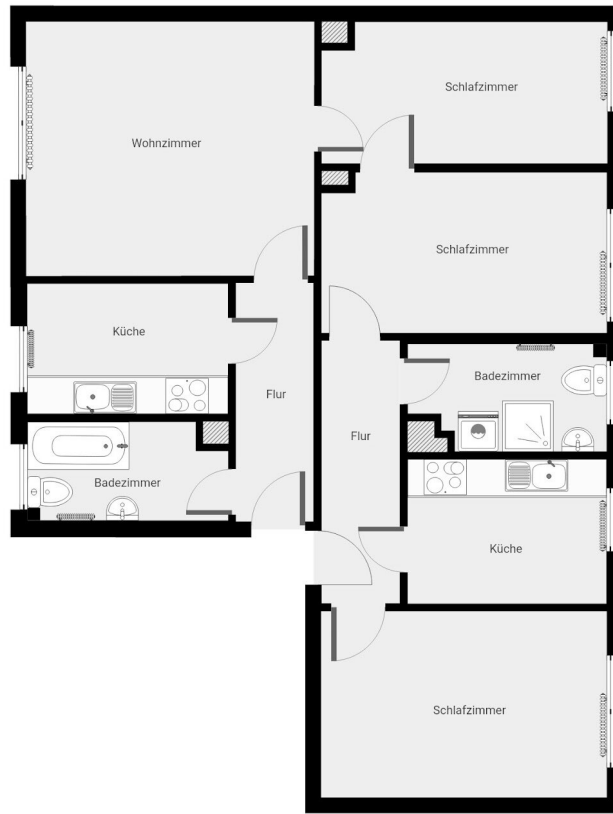 Schlafzimmer
Wohnzimmer
Schlafzimmer
Küche
Badezimmer
Flur
Flur
Badezimmer
Küche
Schlafzimmer